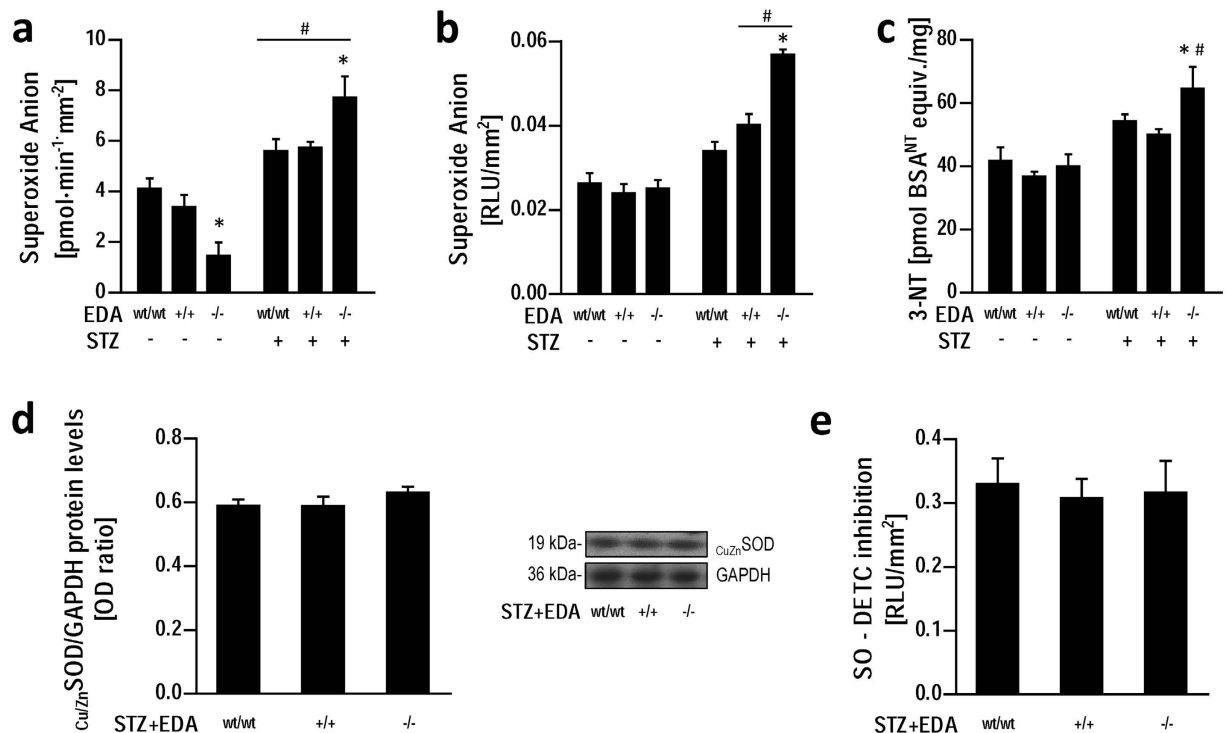 a
Superoxide Anion
[pmol·min⁻¹·mm⁻²]
10
8
6
4
2
0
*
#
*
EDA wt/wt +/+ -/- wt/wt +/+ -/-
STZ - - - + + +
b
Superoxide Anion
[RLU/mm²]
0.06
0.04
0.02
0.00
#
*
EDA wt/wt +/+ -/- wt/wt +/+ -/-
STZ - - - + + +
c
3-NT [pmol BSAᴺᵀ equiv./mg]
80
60
40
20
0
* #
EDA wt/wt +/+ -/- wt/wt +/+ -/-
STZ - - - + + +
d
Cu/ZnSOD/GAPDH protein levels
[OD ratio]
0.8
0.6
0.4
0.2
0.0
STZ+EDA wt/wt +/+ -/-
19 kDa- CuZnSOD
36 kDa- GAPDH
STZ+EDA wt/wt +/+ -/-
e
SO - DETC inhibition
[RLU/mm²]
0.4
0.3
0.2
0.1
0.0
STZ+EDA wt/wt +/+ -/-